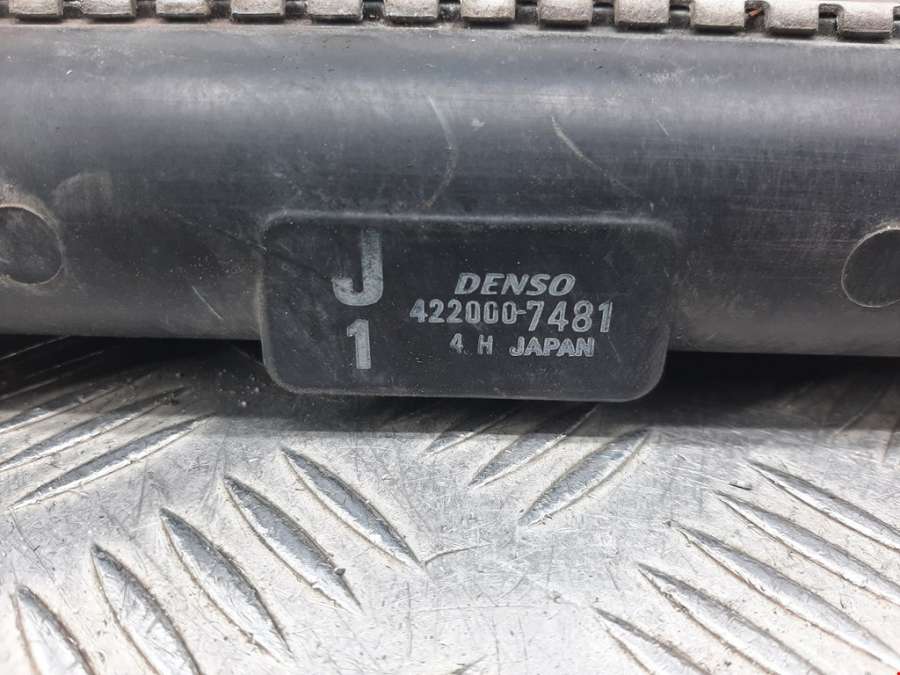 J
1
DENSO
422000-7481
4 H JAPAN